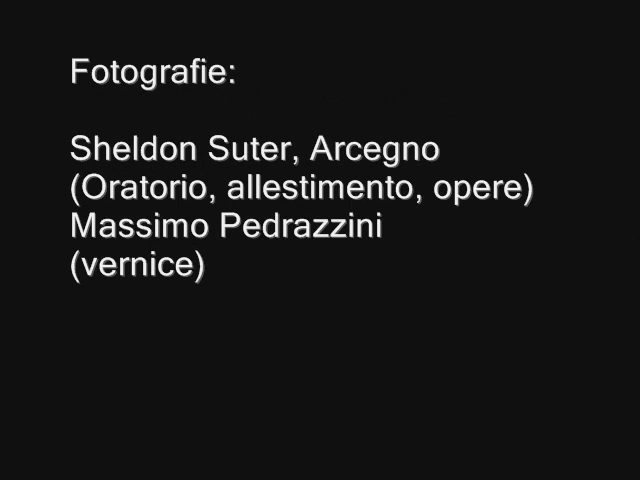 Fotografie:
Sheldon Suter, Arcegno
(Oratorio, allestimento, opere)
Massimo Pedrazzini
(vernice)